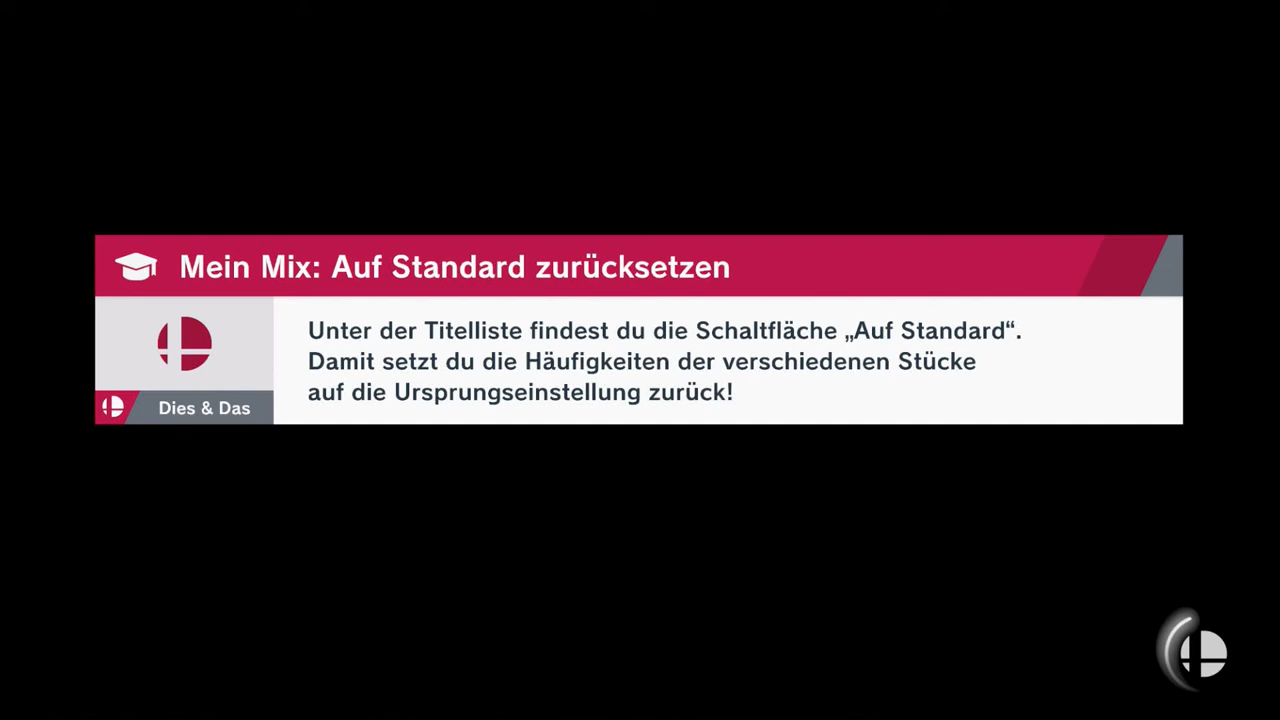 Mein Mix: Auf Standard zurücksetzen
Unter der Titelliste findest du die Schaltfläche „Auf Standard“.
Damit setzt du die Häufigkeiten der verschiedenen Stücke
auf die Ursprungseinstellung zurück!
Dies & Das